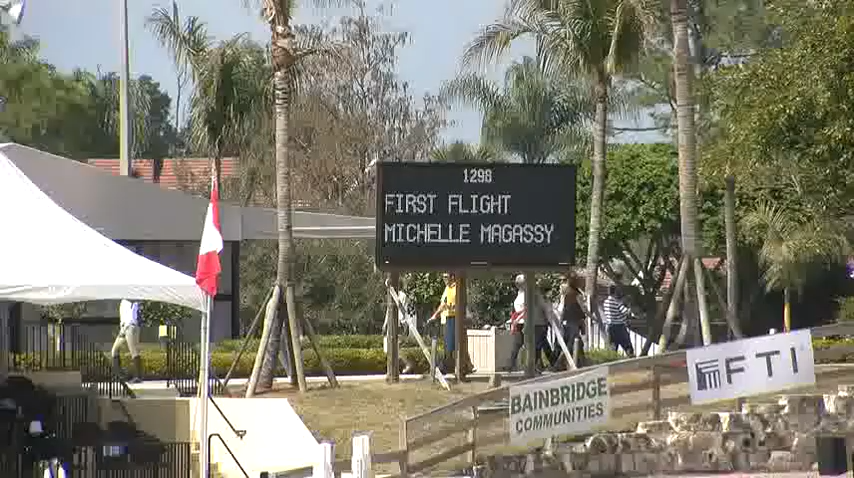 1298
FIRST FLIGHT
MICHELLE MAGASSY
BAINBRIDGE
COMMUNITIES
FTI